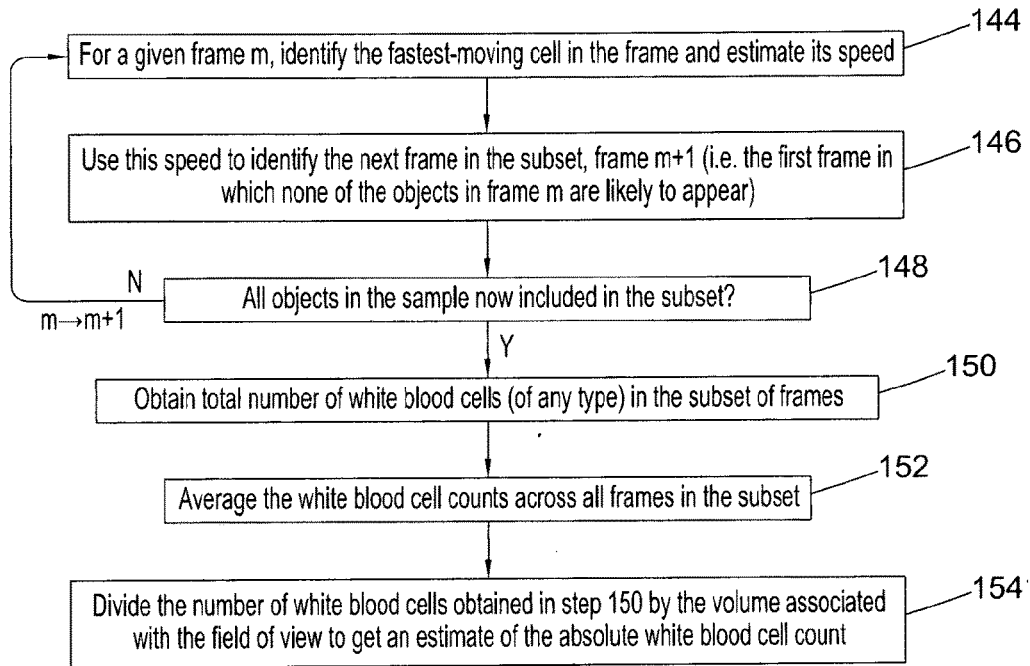 144
For a given frame m, identify the fastest-moving cell in the frame and estimate its speed
146
Use this speed to identify the next frame in the subset, frame m+1 (i.e. the first frame in
which none of the objects in frame m are likely to appear)
148
N
All objects in the sample now included in the subset?
m→m+1
Y
150
Obtain total number of white blood cells (of any type) in the subset of frames
152
Average the white blood cell counts across all frames in the subset
154
Divide the number of white blood cells obtained in step 150 by the volume associated
with the field of view to get an estimate of the absolute white blood cell count